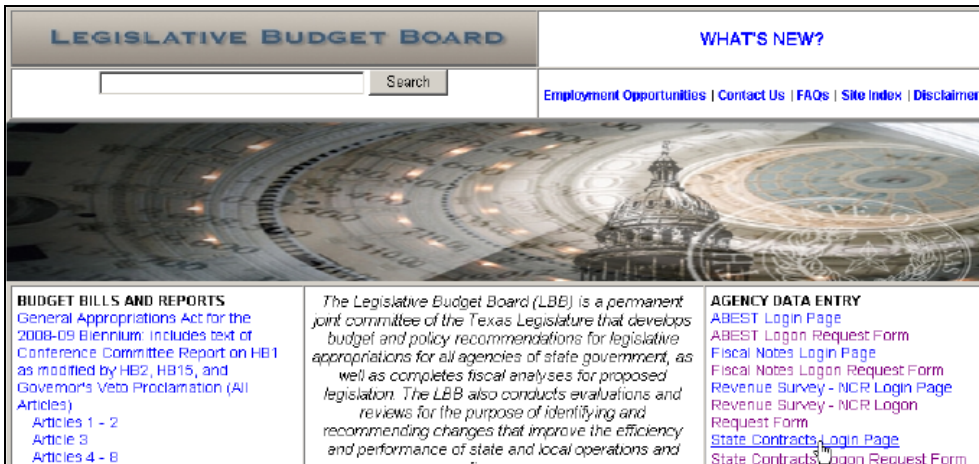 LEGISLATIVE BUDGET BOARD
WHAT'S NEW?
Search
Employment Opportunities | Contact Us | FAQs | Site Index | Disclaimer
BUDGET BILLS AND REPORTS
General Appropriations Act for the
2008-09 Biennium: includes text of
Conference Committee Report on HB1
as modified by HB2, HB15, and
Governor's Veto Proclamation (All
Articles)
Articles 1 - 2
Article 3
Articles 4 - 8
The Legislative Budget Board (LBB) is a permanent
joint committee of the Texas Legislature that develops
budget and policy recommendations for legislative
appropriations for all agencies of state government, as
well as completes fiscal analyses for proposed
legislation. The LBB also conducts evaluations and
reviews for the purpose of identifying and
recommending changes that improve the efficiency
and performance of state and local operations and
AGENCY DATA ENTRY
ABEST Login Page
ABEST Logon Request Form
Fiscal Notes Login Page
Fiscal Notes Logon Request Form
Revenue Survey - NCR Login Page
Revenue Survey - NCR Logon
Request Form
State Contracts Login Page
State Contracts Logon Request Form